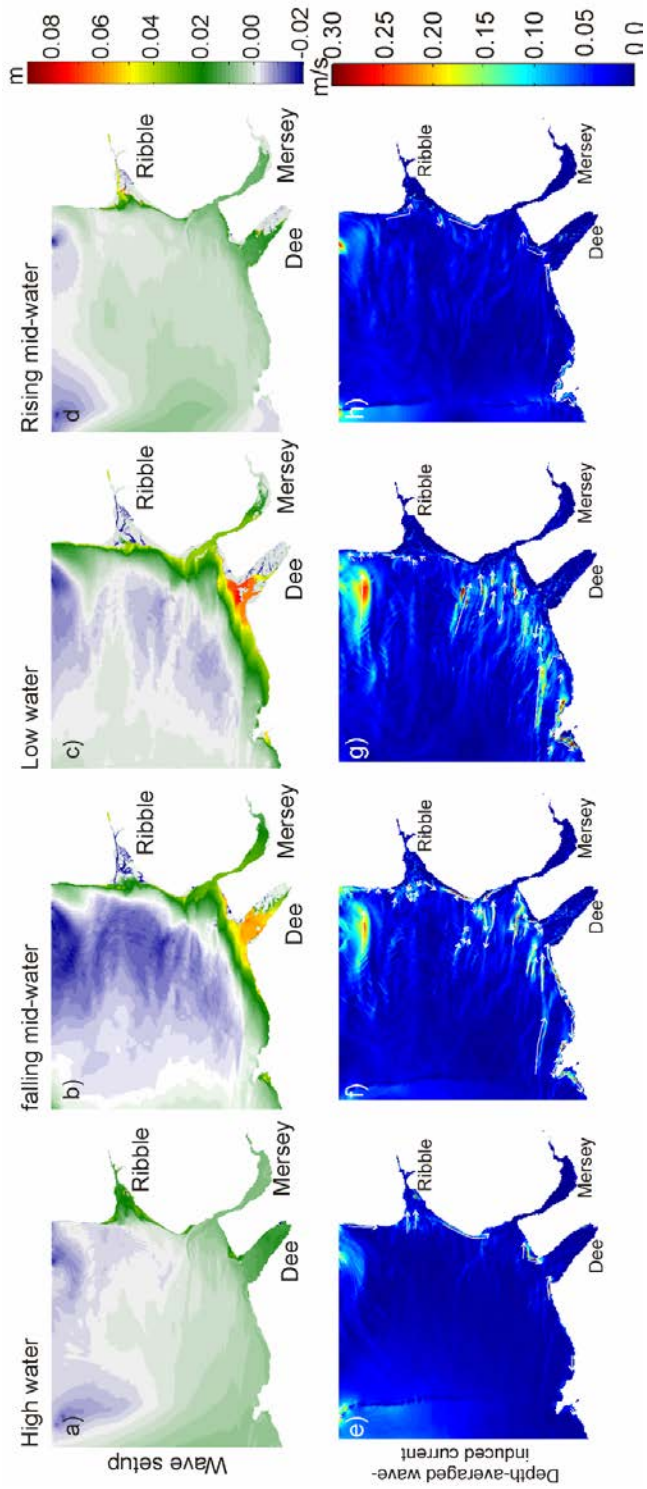 High water
falling mid-water
Low water
Rising mid-water
Wave setup
a)
Ribble
Mersey
Dee
b)
Ribble
Mersey
Dee
c)
Ribble
Mersey
Dee
d
Ribble
Mersey
Dee
m
0.08
0.06
0.04
0.02
0.00
-0.02
Depth-averaged wave-
induced current
e)
Ribble
Mersey
Dee
f)
Ribble
Mersey
Dee
g)
Ribble
Mersey
Dee
h)
Ribble
Mersey
Dee
m/s
0.30
0.25
0.20
0.15
0.10
0.05
0.0